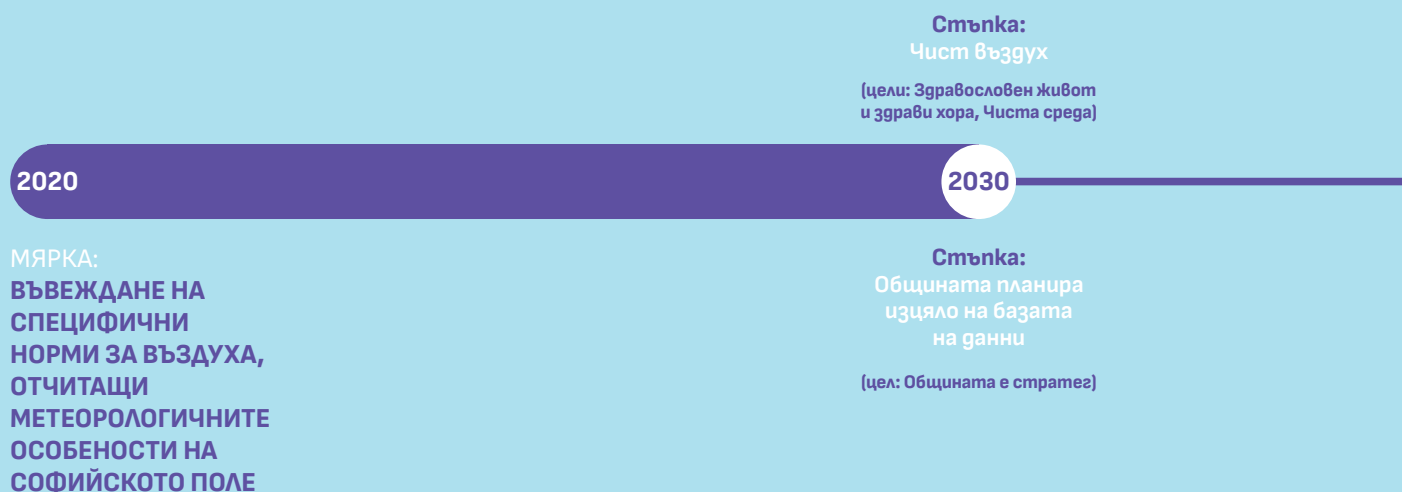 Стъпка:
Чист въздух
(цели: Здравословен живот
и здрави хора, Чиста среда)
2020
2030
МЯРКА:
ВЪВЕЖДАНЕ НА
СПЕЦИФИЧНИ
НОРМИ ЗА ВЪЗДУХА,
ОТЧИТАЩИ
МЕТЕОРОЛОГИЧНИТЕ
ОСОБЕНОСТИ НА
СОФИЙСКОТО ПОЛЕ
Стъпка:
Общината планира
изцяло на базата
на данни
(цел: Общината е стратег)